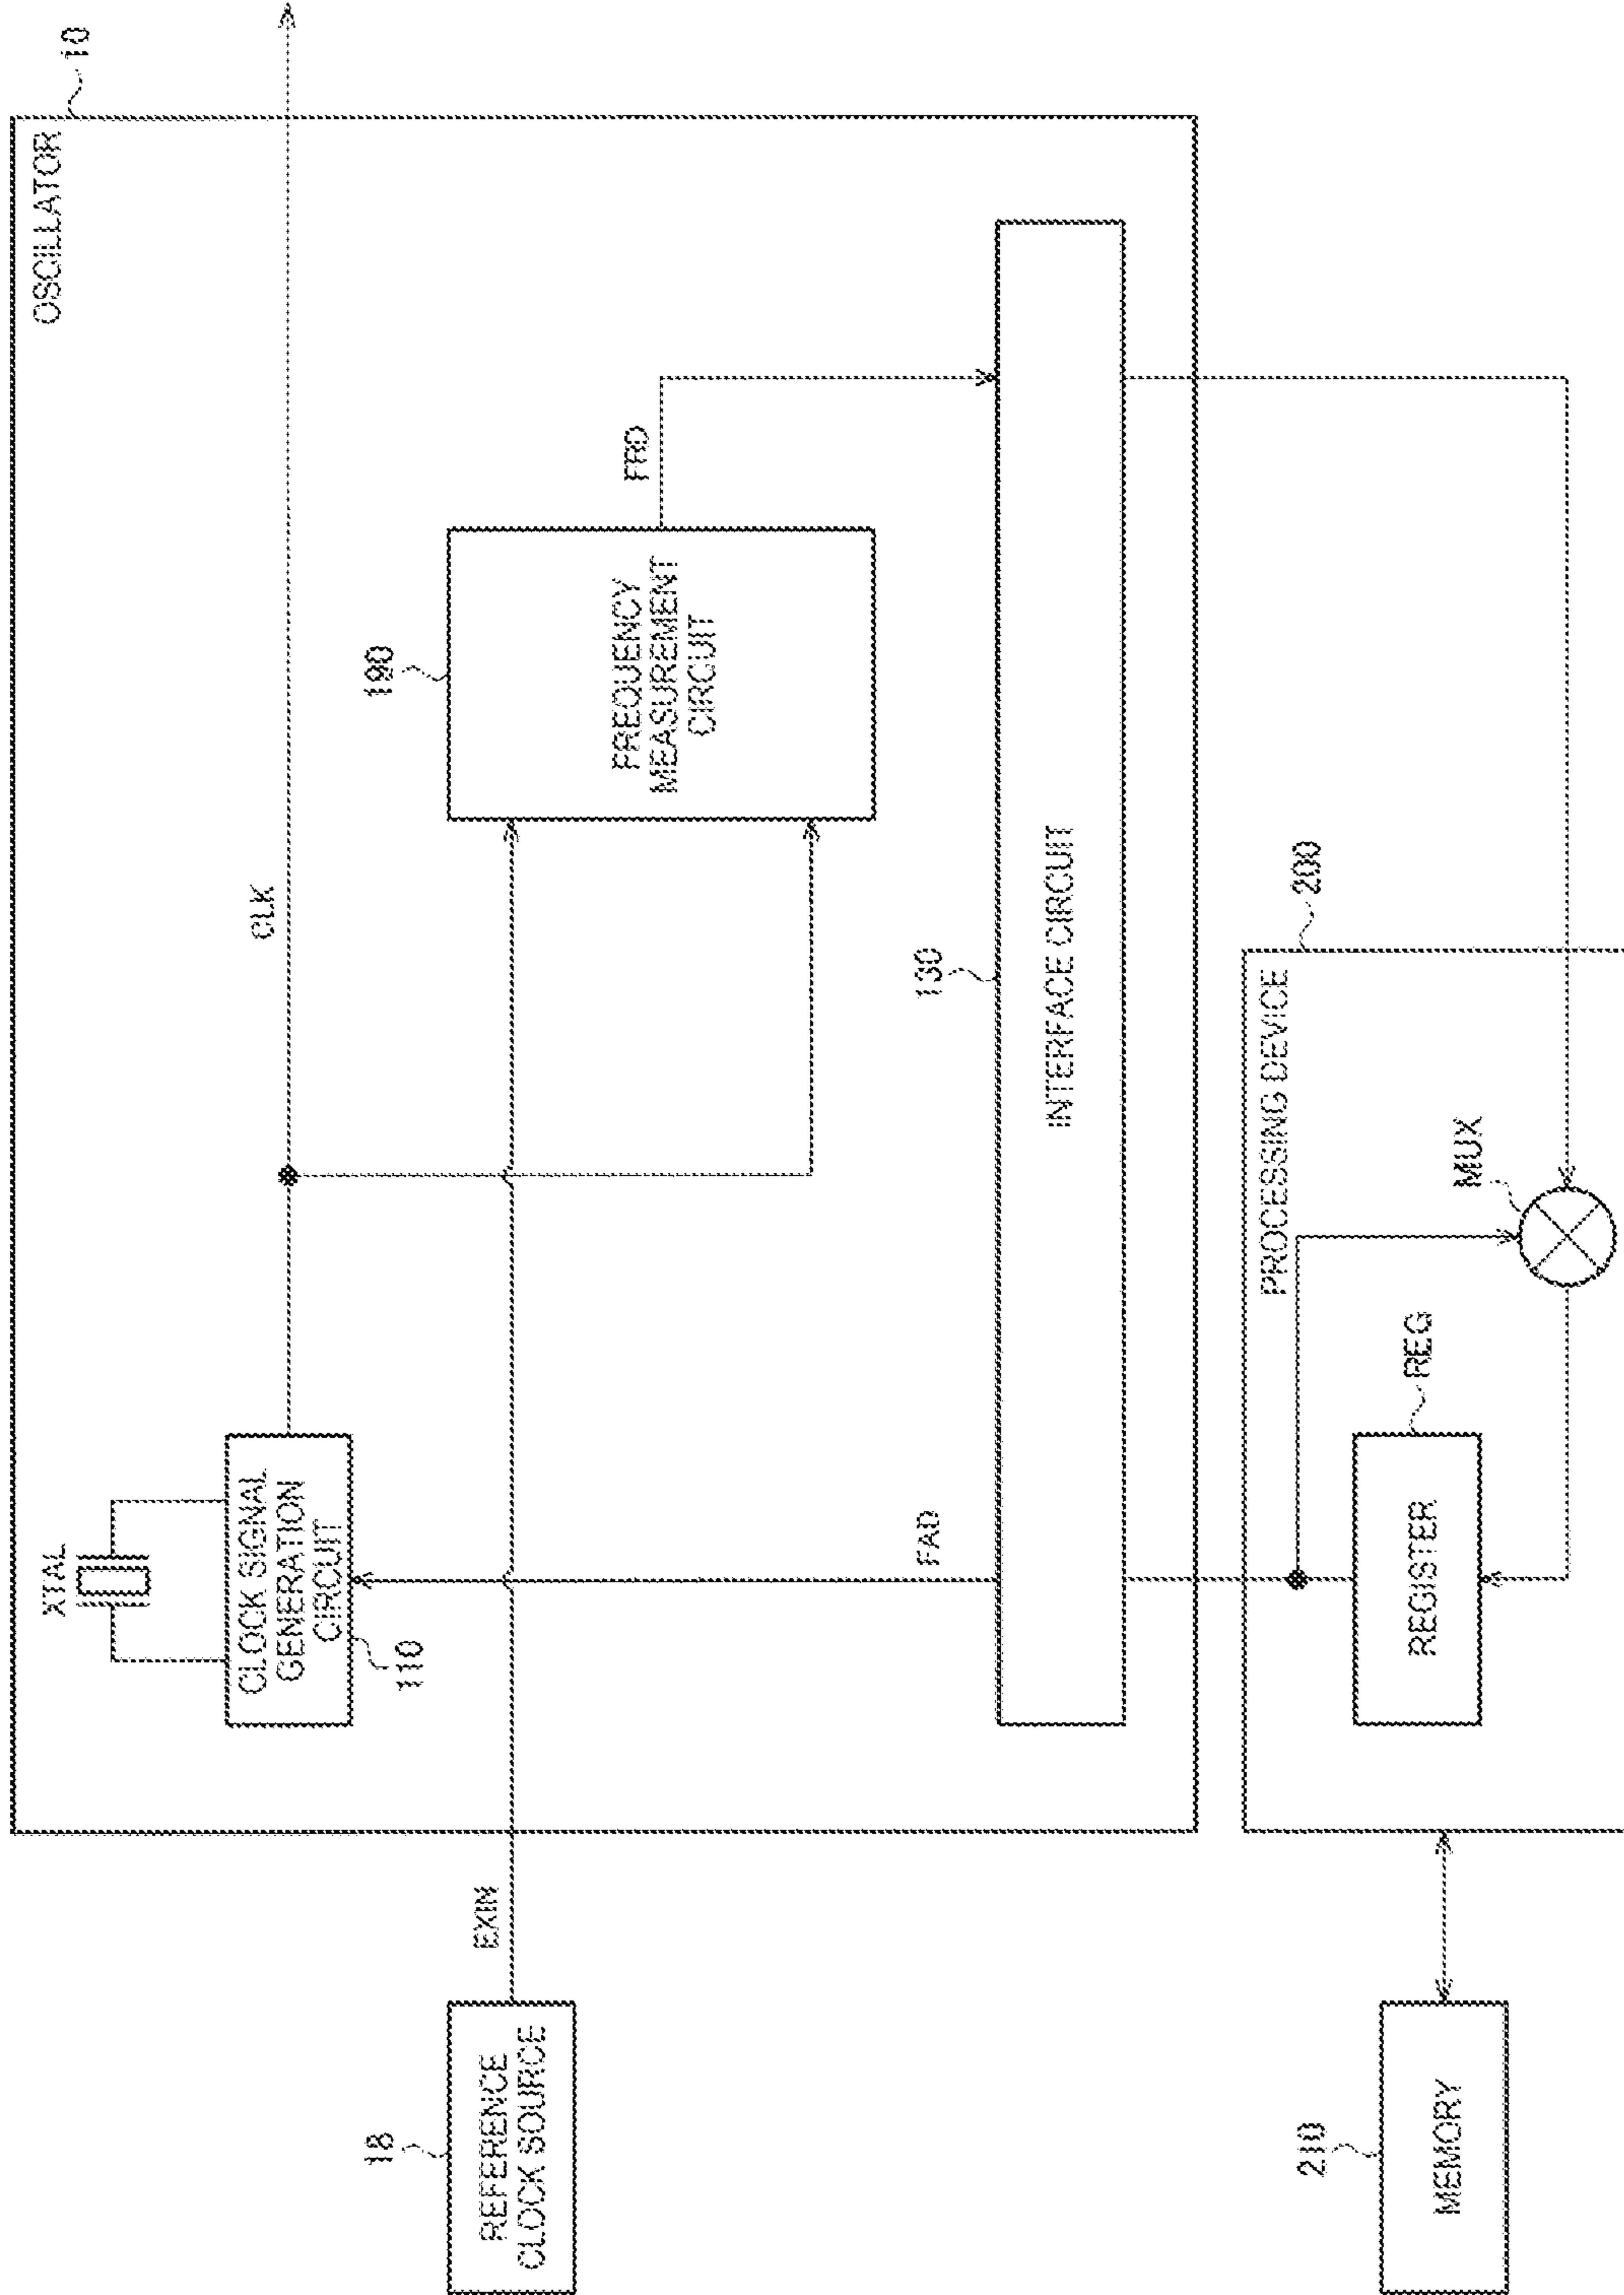 10
OSCILLATOR
XTAL
CLOCK SIGNAL
GENERATION
CIRCUIT
110
CLK
18
REFERENCE
CLOCK SOURCE
EXIN
190
FREQUENCY
MEASUREMENT
CIRCUIT
FRD
FAD
130
INTERFACE CIRCUIT
200
PROCESSING DEVICE
210
MEMORY
REGISTER
REG
MUX